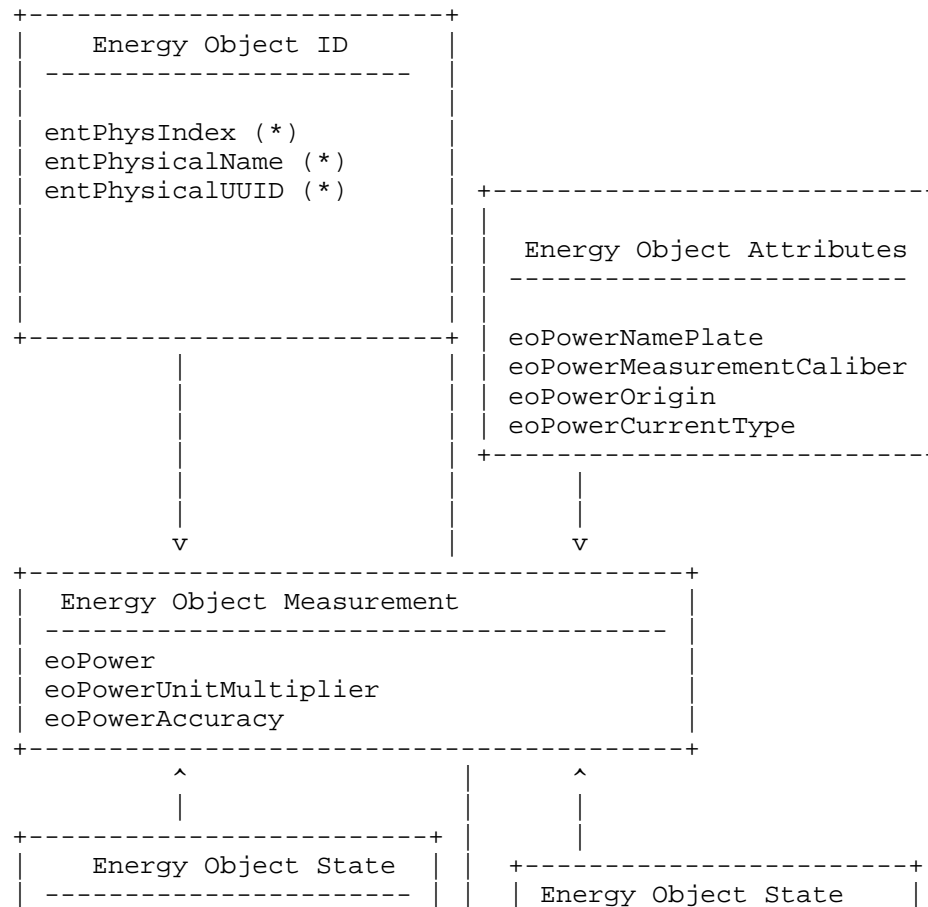 Energy Object ID
entPhysIndex (*)
entPhysicalName (*)
entPhysicalUUID (*)
Energy Object Attributes
eoPowerNamePlate
eoPowerMeasurementCaliber
eoPowerOrigin
eoPowerCurrentType
v
v
Energy Object Measurement
eoPower
eoPowerUnitMultiplier
eoPowerAccuracy
^
^
Energy Object State
Energy Object State